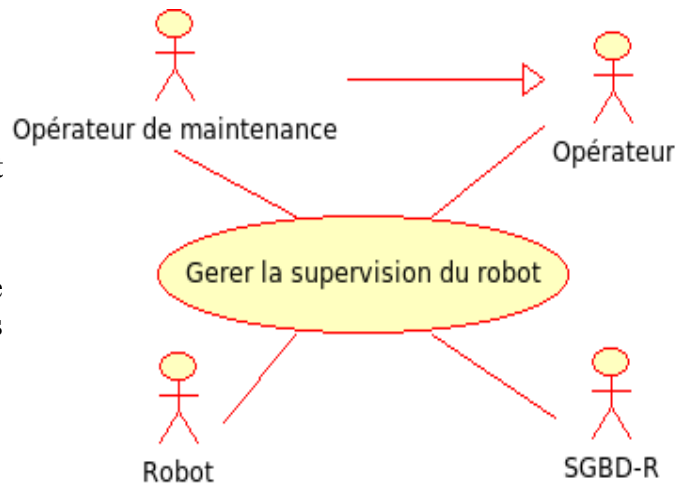 Opérateur de maintenance
Opérateur
t
Gerer la supervision du robot
e
s
Robot
SGBD-R